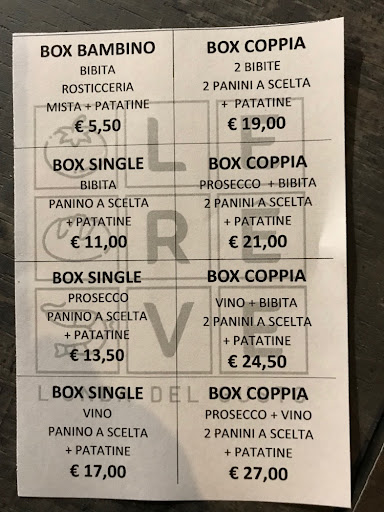 BOX BAMBINO
BIBITA
ROSTICCERIA
MISTA + PATATINE
€ 5,50
BOX COPPIA
2 BIBITE
2 PANINI A SCELTA
+ PATATINE
€ 19,00
BOX SINGLE
BIBITA
PANINO A SCELTA
+ PATATINE
€ 11,00
BOX COPPIA
PROSECCO + BIBITA
2 PANINI A SCELTA
+ PATATINE
€ 21,00
BOX SINGLE
PROSECCO
PANINO A SCELTA
+ PATATINE
€ 13,50
BOX COPPIA
VINO + BIBITA
2 PANINI A SCELTA
+ PATATINE
€ 24,50
BOX SINGLE
VINO
PANINO A SCELTA
+ PATATINE
€ 17,00
BOX COPPIA
PROSECCO + VINO
2 PANINI A SCELTA
+ PATATINE
€ 27,00
L E
R E
V E